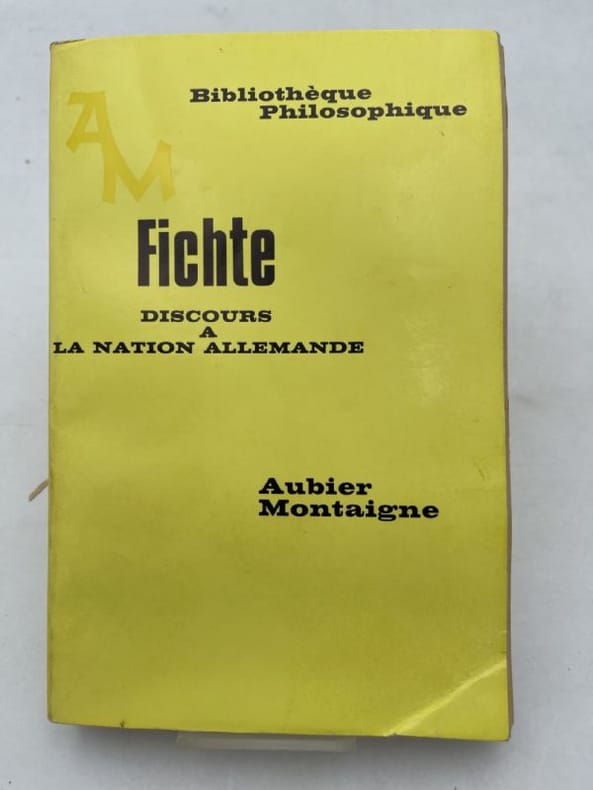 AM
Bibliothèque
Philosophique
Fichte
DISCOURS
A
LA NATION ALLEMANDE
Aubier
Montaigne